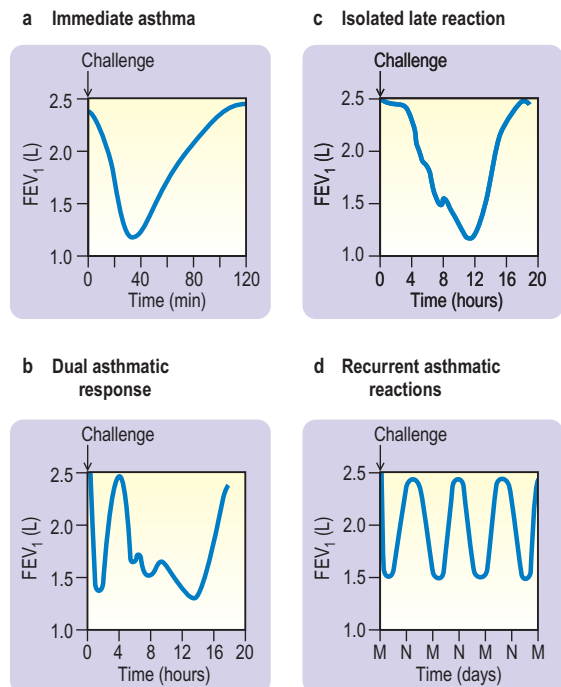 a Immediate asthma
Challenge
FEV₁ (L)
2.5
2.0
1.5
1.0
0 40 80 120
Time (min)
b Dual asthmatic
response
Challenge
FEV₁ (L)
2.5
2.0
1.5
1.0
0 4 8 12 16 20
Time (hours)
c Isolated late reaction
Challenge
FEV₁ (L)
2.5
2.0
1.5
1.0
0 4 8 12 16 20
Time (hours)
d Recurrent asthmatic
reactions
Challenge
FEV₁ (L)
2.5
2.0
1.5
1.0
M N M N M N M
Time (days)